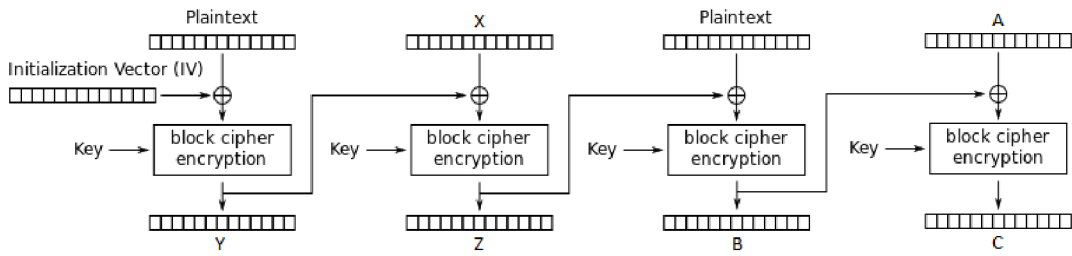 Plaintext
X
Plaintext
A
Initialization Vector (IV)
Key
block cipher
encryption
Key
block cipher
encryption
Key
block cipher
encryption
Key
block cipher
encryption
Y
Z
B
C